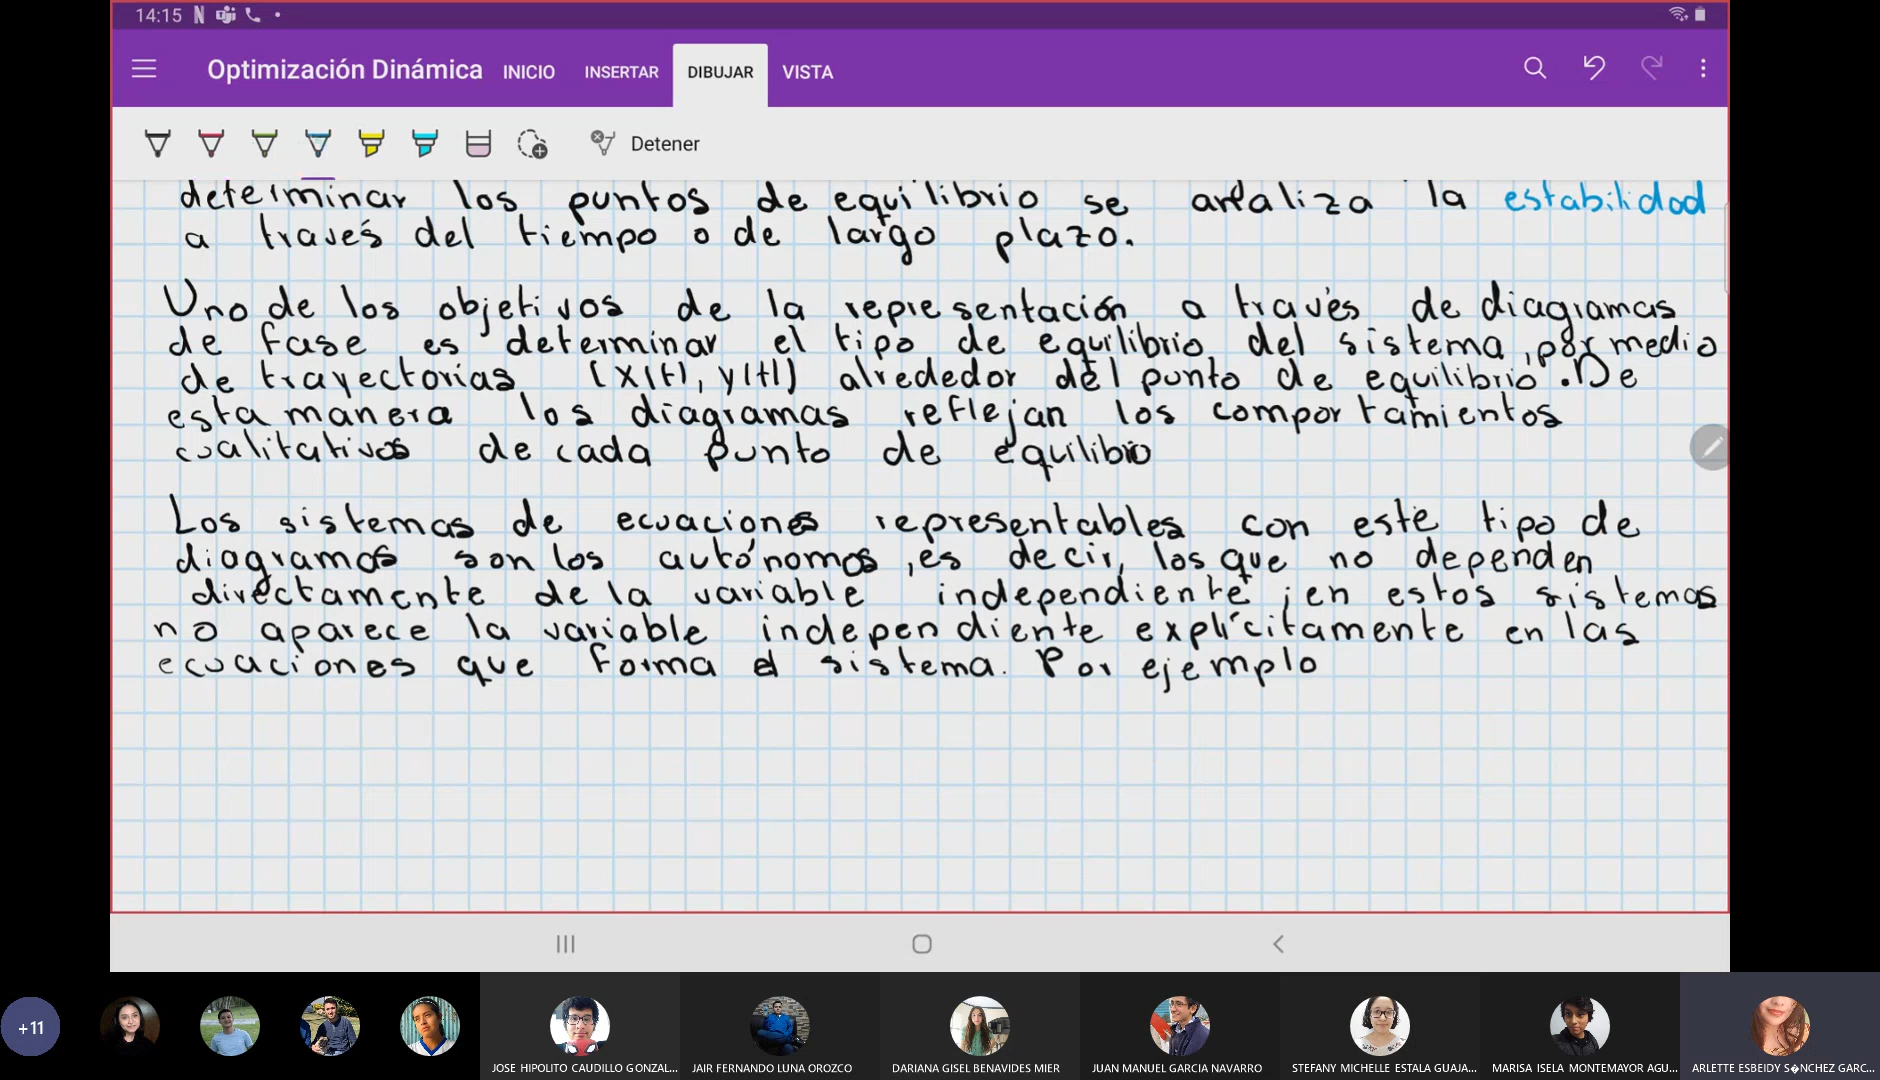 14:15
Optimización Dinámica INICIO INSERTAR DIBUJAR VISTA
Detener
determinar los puntos de equilibrio se analiza la estabilidad
a través del tiempo o de largo plazo.
Uno de los objetivos de la representación a través de diagramas
de fase es determinar el tipo de equilibrio del sistema, por medio
de trayectorias (x(t), y(t)) alrededor del punto de equilibrio. De
esta manera los diagramas reflejan los comportamientos
cualitativos de cada punto de equilibio
Los sistemas de ecuaciones representables con este tipo de
diagramas son los autónomos, es decir, los que no dependen
directamente de la variable independiente; en estos sistemas
no aparece la variable independiente explícitamente en las
ecuaciones que forma el sistema. Por ejemplo
+11
JOSE HIPOLITO CAUDILLO GONZAL... JAIR FERNANDO LUNA OROZCO DARIANA GISEL BENAVIDES MIER JUAN MANUEL GARCIA NAVARRO STEFANY MICHELLE ESTALA GUAJA... MARISA ISELA MONTEMAYOR AGU... ARLETTE ESBEIDY S�NCHEZ GARC...